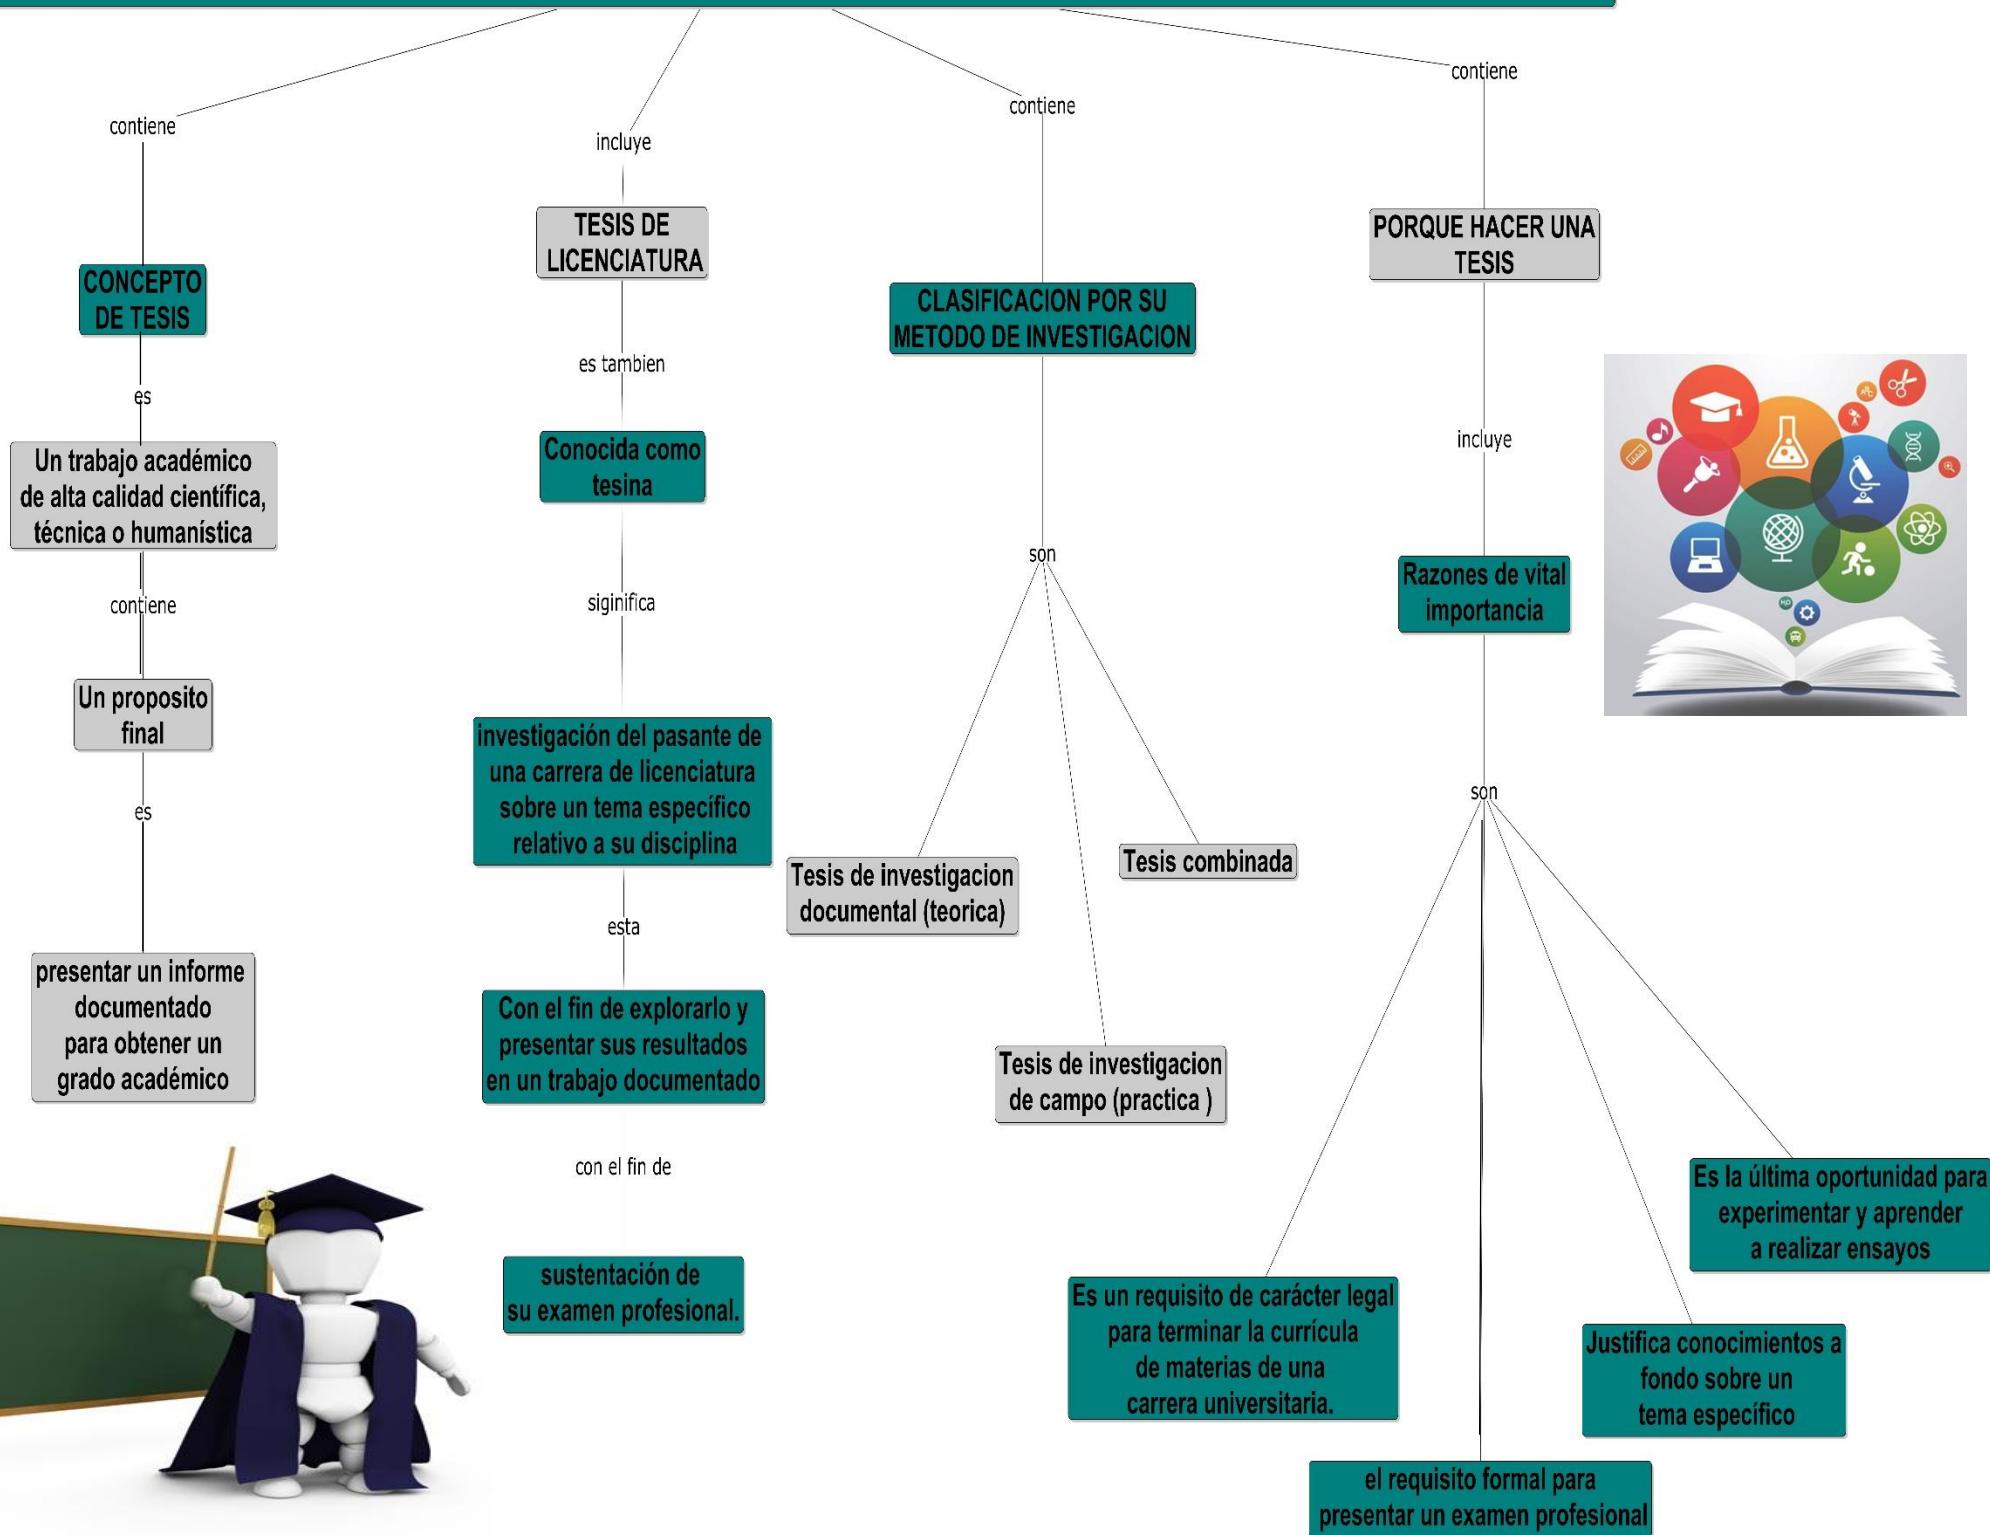 contiene
CONCEPTO
DE TESIS
es
Un trabajo académico
de alta calidad científica,
técnica o humanística
contiene
Un proposito
final
es
presentar un informe
documentado
para obtener un
grado académico
incluye
TESIS DE
LICENCIATURA
es tambien
Conocida como
tesina
siginifica
investigación del pasante de
una carrera de licenciatura
sobre un tema específico
relativo a su disciplina
esta
Con el fin de explorarlo y
presentar sus resultados
en un trabajo documentado
con el fin de
sustentación de
su examen profesional.
contiene
CLASIFICACION POR SU
METODO DE INVESTIGACION
son
Tesis de investigacion
documental (teorica)
Tesis de investigacion
de campo (practica )
Tesis combinada
contiene
PORQUE HACER UNA
TESIS
incluye
Razones de vital
importancia
son
Es un requisito de carácter legal
para terminar la currícula
de materias de una
carrera universitaria.
el requisito formal para
presentar un examen profesional
Justifica conocimientos a
fondo sobre un
tema específico
Es la última oportunidad para
experimentar y aprender
a realizar ensayos